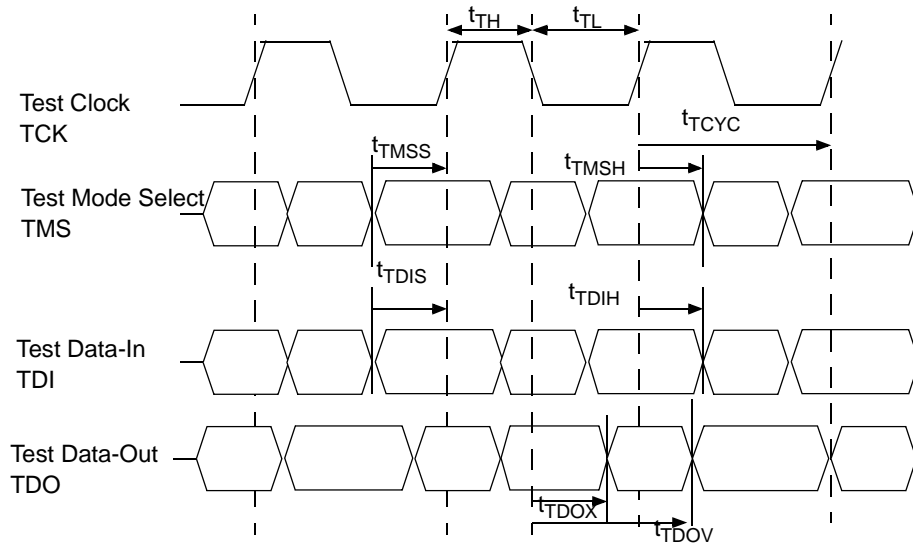 tTH
tTL
Test Clock
TCK
tTCYC
tTMSS
tTMSH
Test Mode Select
TMS
tTDIS
tTDIH
Test Data-In
TDI
Test Data-Out
TDO
tTDOX
tTDOV